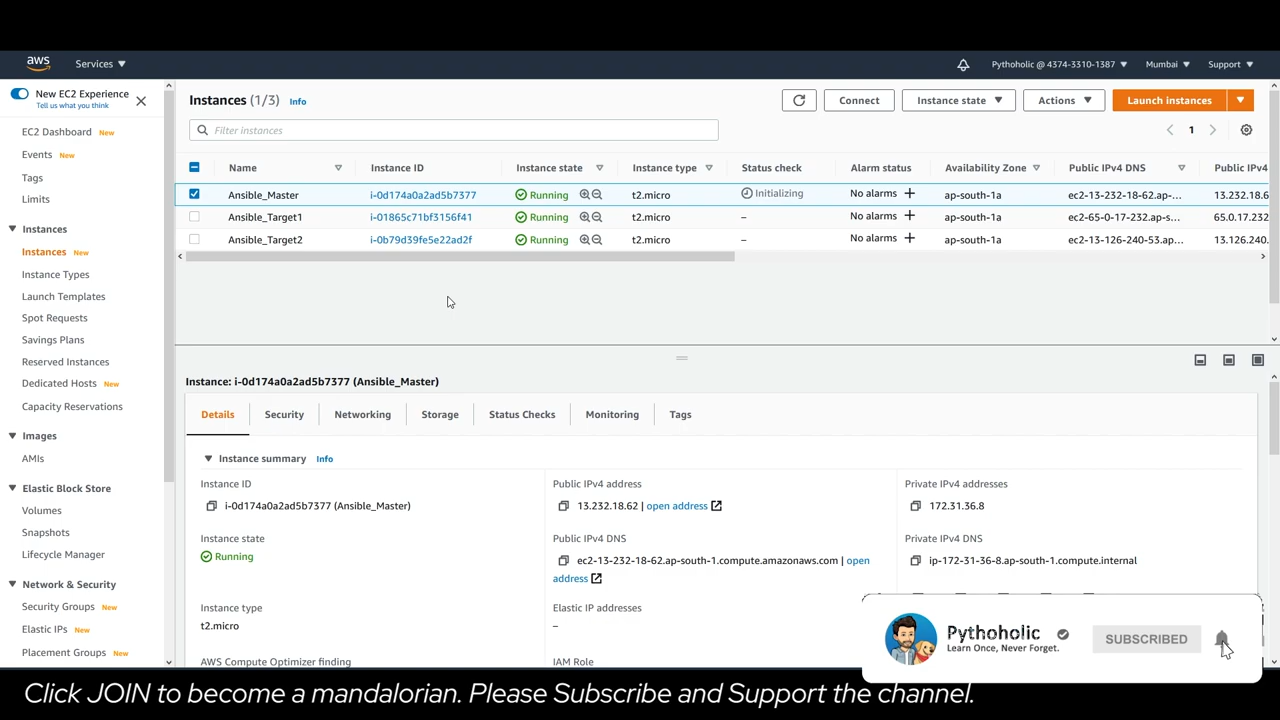 aws
Services
Pythoholic @ 4374-3310-1387
Mumbai
Support
New EC2 Experience
Tell us what you think
EC2 Dashboard New
Events New
Tags
Limits
Instances
Instances New
Instance Types
Launch Templates
Spot Requests
Savings Plans
Reserved Instances
Dedicated Hosts New
Capacity Reservations
Images
AMIs
Elastic Block Store
Volumes
Snapshots
Lifecycle Manager
Network & Security
Security Groups New
Elastic IPs New
Placement Groups New
Instances (1/3) Info
Connect
Instance state
Actions
Launch instances
Filter instances
1
Name Instance ID Instance state Instance type Status check Alarm status Availability Zone Public IPv4 DNS Public IPv4
Ansible_Master i-0d174a0a2ad5b7377 Running t2.micro Initializing No alarms + ap-south-1a ec2-13-232-18-62.ap-... 13.232.18.6
Ansible_Target1 i-01865c71bf3156f41 Running t2.micro – No alarms + ap-south-1a ec2-65-0-17-232.ap-s... 65.0.17.232
Ansible_Target2 i-0b79d39fe5e22ad2f Running t2.micro – No alarms + ap-south-1a ec2-13-126-240-53.ap... 13.126.240.
Instance: i-0d174a0a2ad5b7377 (Ansible_Master)
Details Security Networking Storage Status Checks Monitoring Tags
Instance summary Info
Instance ID
i-0d174a0a2ad5b7377 (Ansible_Master)
Public IPv4 address
13.232.18.62 | open address
Private IPv4 addresses
172.31.36.8
Instance state
Running
Public IPv4 DNS
ec2-13-232-18-62.ap-south-1.compute.amazonaws.com | open
address
Private IPv4 DNS
ip-172-31-36-8.ap-south-1.compute.internal
Instance type
t2.micro
Elastic IP addresses
–
AWS Compute Optimizer finding
IAM Role
Pythoholic
Learn Once, Never Forget.
SUBSCRIBED
Click JOIN to become a mandalorian. Please Subscribe and Support the channel.